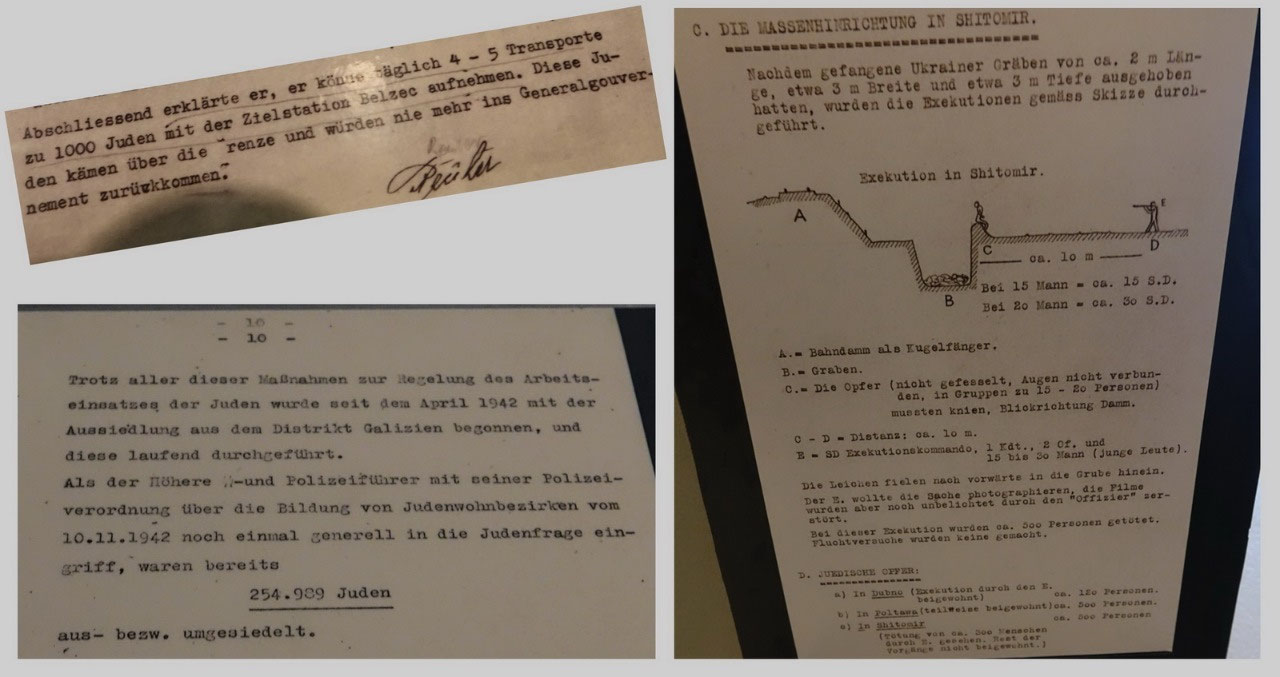 Abschliessend erklärte er, er könne täglich 4 - 5 Transporte
zu 1000 Juden mit der Zielstation Belzec aufnehmen. Diese Ju-
den kämen über die renze und würden nie mehr ins Generalgouver-
nement zurükkommen.
Reuter
- 10 -
- 10 -
Trotz aller dieser Maßnahmen zur Regelung des Arbeits-
einsatzes der Juden wurde seit dem April 1942 mit der
Aussiedlung aus dem Distrikt Galizien begonnen, und
diese laufend durchgeführt.
Als der Höhere SS-und Polizeiführer mit seiner Polizei-
verordnung über die Bildung von Judenwohnbezirken vom
10.11.1942 noch einmal generell in die Judenfrage ein-
griff, waren bereits
254.989 Juden
aus- bezw. umgesiedelt.
C. DIE MASSENHINRICHTUNG IN SHITOMIR.
Nachdem gefangene Ukrainer Gräben von ca. 2 m Län-
ge, etwa 3 m Breite und etwa 3 m Tiefe ausgehoben
hatten, wurden die Exekutionen gemäss Skizze durch-
geführt.
Exekution in Shitomir.
A
E
C
D
ca. 10 m
B
Bei 15 Mann = ca. 15 S.D.
Bei 20 Mann = ca. 30 S.D.
A.= Bahndamm als Kugelfänger.
B.= Graben.
C.= Die Opfer (nicht gefesselt, Augen nicht verbun-
den, in Gruppen zu 15 - 20 Personen)
mussten knien, Blickrichtung Damm.
C - D = Distanz: ca. 10 m.
E = SD Exekutionskommando, 1 Kdt., 2 Of. und
15 bis 30 Mann (junge Leute).
Die Leichen fielen nach vorwärts in die Grube hinein.
Der E. wollte die Sache photographieren, die Filme
wurden aber noch unbelichtet durch den "Offizier" zer-
stört.
Bei dieser Exekution wurden ca. 500 Personen getötet.
Fluchtversuche wurden keine gemacht.
D. JUEDISCHE OPFER:
a) In Dubno (Exekution durch den E.
beigewohnt) ca. 120 Personen.
b) In Poltawa (teilweise beigewohnt) ca. 500 Personen.
c) In Shitomir ca. 500 Personen
(Tötung von ca. 300 Menschen
durch E. gesehen. Rest der
Vorgänge nicht beigewohnt.)